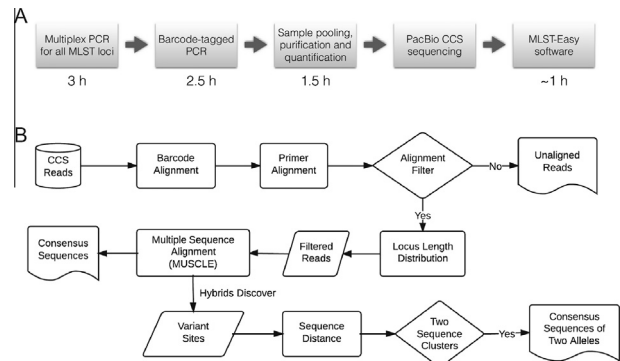 A
Multiplex PCR
for all MLST loci
Barcode-tagged
PCR
Sample pooling,
purification and
quantification
PacBio CCS
sequencing
MLST-Easy
software
3 h
2.5 h
1.5 h
~1 h
B
CCS
Reads
Barcode
Alignment
Primer
Alignment
Alignment
Filter
No
Unaligned
Reads
Yes
Consensus
Sequences
Multiple Sequence
Alignment
(MUSCLE)
Filtered
Reads
Locus Length
Distribution
Hybrids Discover
Variant
Sites
Sequence
Distance
Two
Sequence
Clusters
Yes
Consensus
Sequences of
Two Alleles